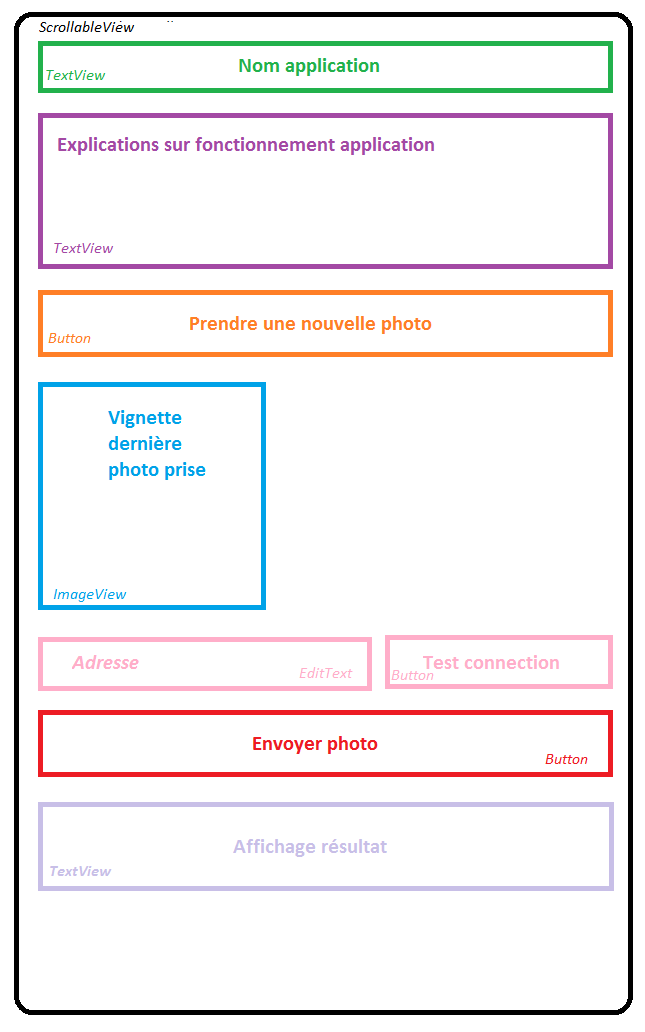 ScrollableView
Nom application
TextView
Explications sur fonctionnement application
TextView
Prendre une nouvelle photo
Button
Vignette
dernière
photo prise
ImageView
Adresse
EditText
Test connection
Button
Envoyer photo
Button
Affichage résultat
TextView